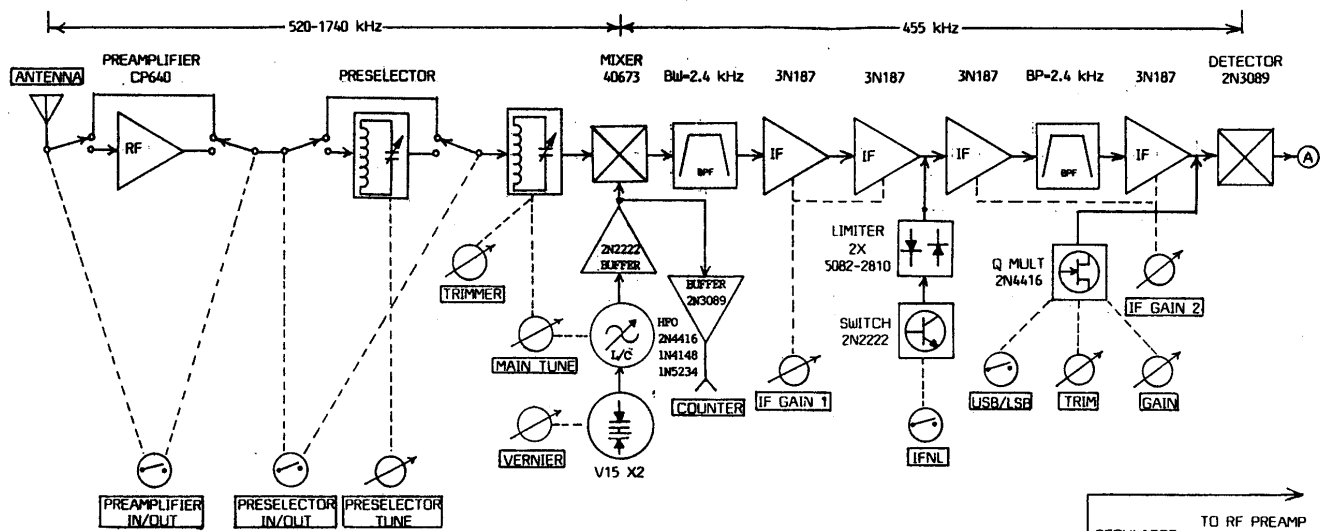 520-1740 kHz
455 kHz
PREAMPLIFIER
CP640
MIXER
40673
DETECTOR
2N3089
ANTENNA
PRESELECTOR
BW=2.4 kHz
3N187
3N187
3N187
BP=2.4 kHz
3N187
RF
BPF
IF
IF
IF
BPF
IF
A
2N2222
BUFFER
LIMITER
2X
5082-2810
Q MULT
2N4416
TRIMMER
BUFFER
2N3089
IF GAIN 2
SWITCH
2N2222
HFO
2N4416
1N4148
1N5234
L/C
MAIN TUNE
COUNTER
IF GAIN 1
USB/LSB
TRIM
GAIN
VERNIER
IFNL
V15 X2
PREAMPLIFIER
IN/OUT
PRESELECTOR
IN/OUT
PRESELECTOR
TUNE
TO RF PREAMP